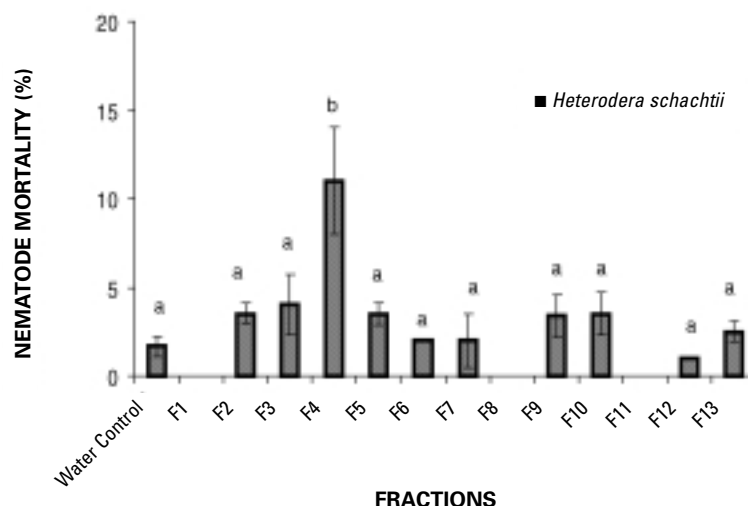 NEMATODE MORTALITY (%)
20
15
10
5
0
Heterodera schachtii
a
a
a
b
a
a
a
a
a
a
a
Water Control
F1
F2
F3
F4
F5
F6
F7
F8
F9
F10
F11
F12
F13
FRACTIONS